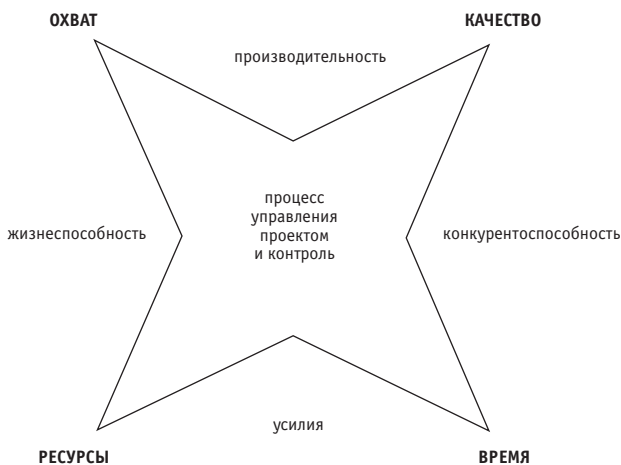 ОХВАТ
КАЧЕСТВО
производительность
процесс
управления
проектом
и контроль
жизнеспособность
конкурентоспособность
усилия
РЕСУРСЫ
ВРЕМЯ